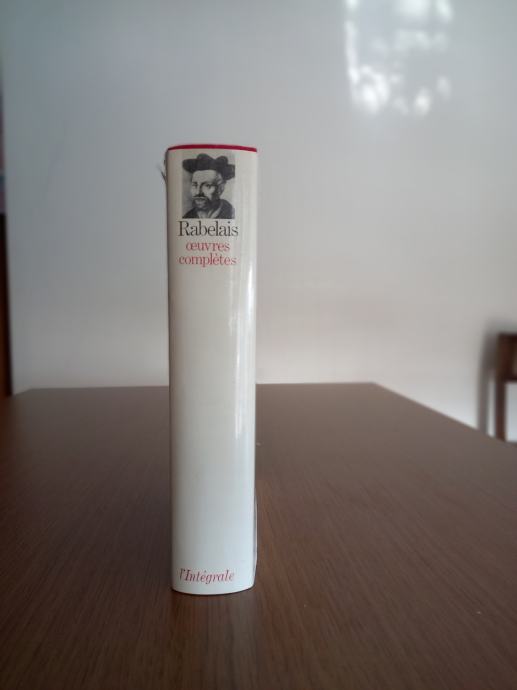 Rabelais
œuvres
complètes
l'Intégrale